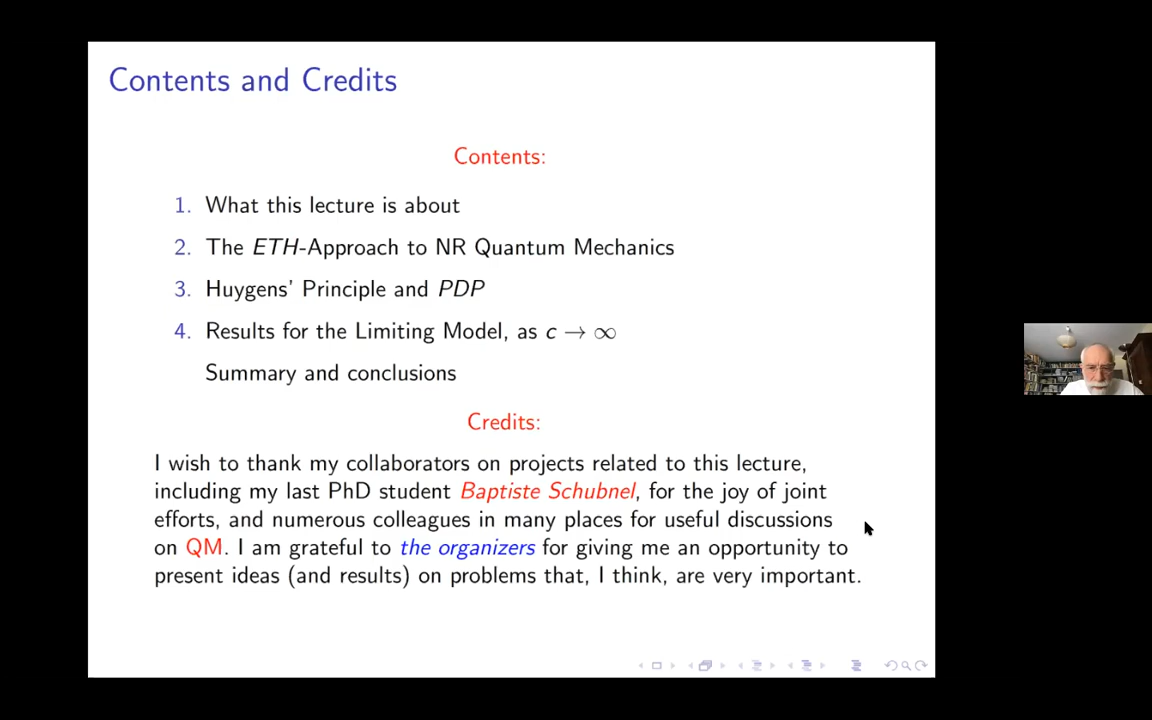 Contents and Credits
Contents:
1. What this lecture is about
2. The ETH-Approach to NR Quantum Mechanics
3. Huygens' Principle and PDP
4. Results for the Limiting Model, as c → ∞
Summary and conclusions
Credits:
I wish to thank my collaborators on projects related to this lecture,
including my last PhD student Baptiste Schubnel, for the joy of joint
efforts, and numerous colleagues in many places for useful discussions
on QM. I am grateful to the organizers for giving me an opportunity to
present ideas (and results) on problems that, I think, are very important.